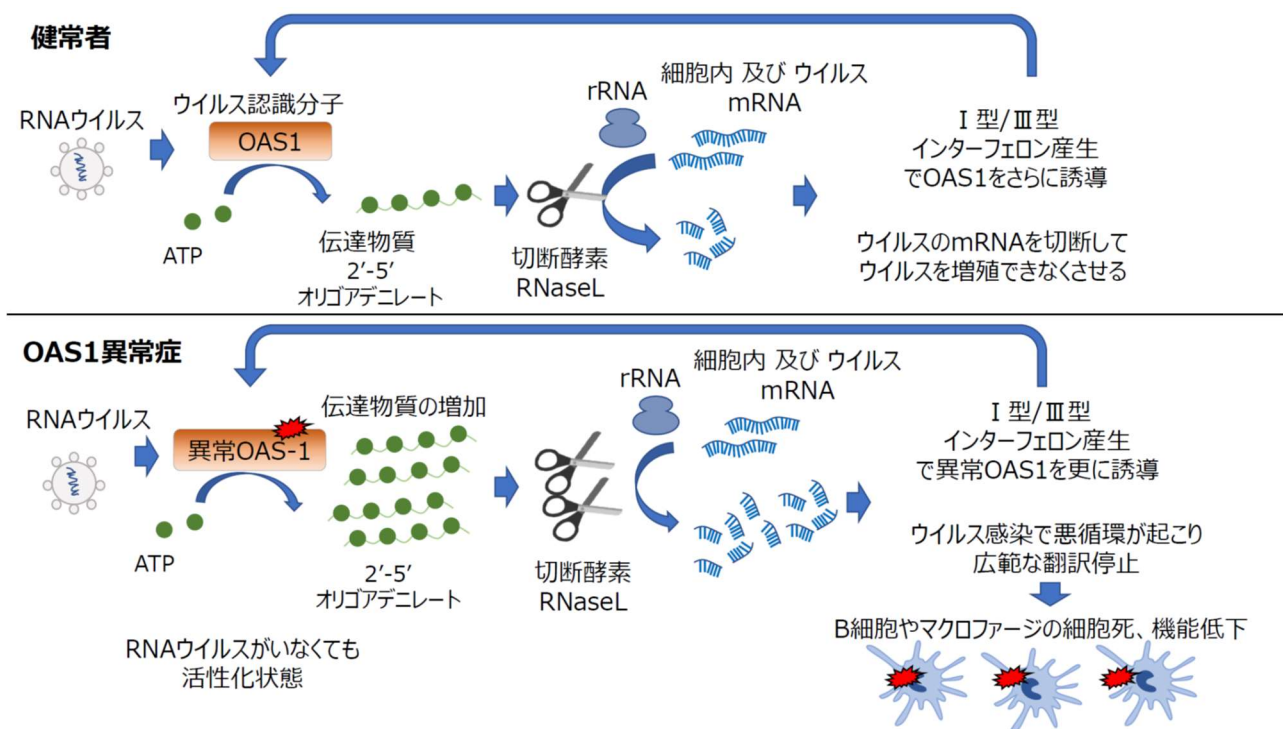 健常者
RNAウイルス
ウイルス認識分子
OAS1
ATP
伝達物質
2’-5’
オリゴアデニレート
切断酵素
RNaseL
rRNA
細胞内 及び ウイルス
mRNA
Ⅰ型/Ⅲ型
インターフェロン産生
でOAS1をさらに誘導
ウイルスのmRNAを切断して
ウイルスを増殖できなくさせる
OAS1異常症
RNAウイルス
異常OAS-1
ATP
伝達物質の増加
2’-5’
オリゴアデニレート
RNAウイルスがいなくても
活性化状態
切断酵素
RNaseL
rRNA
細胞内 及び ウイルス
mRNA
Ⅰ型/Ⅲ型
インターフェロン産生
で異常OAS1を更に誘導
ウイルス感染で悪循環が起こり
広範な翻訳停止
B細胞やマクロファージの細胞死、機能低下